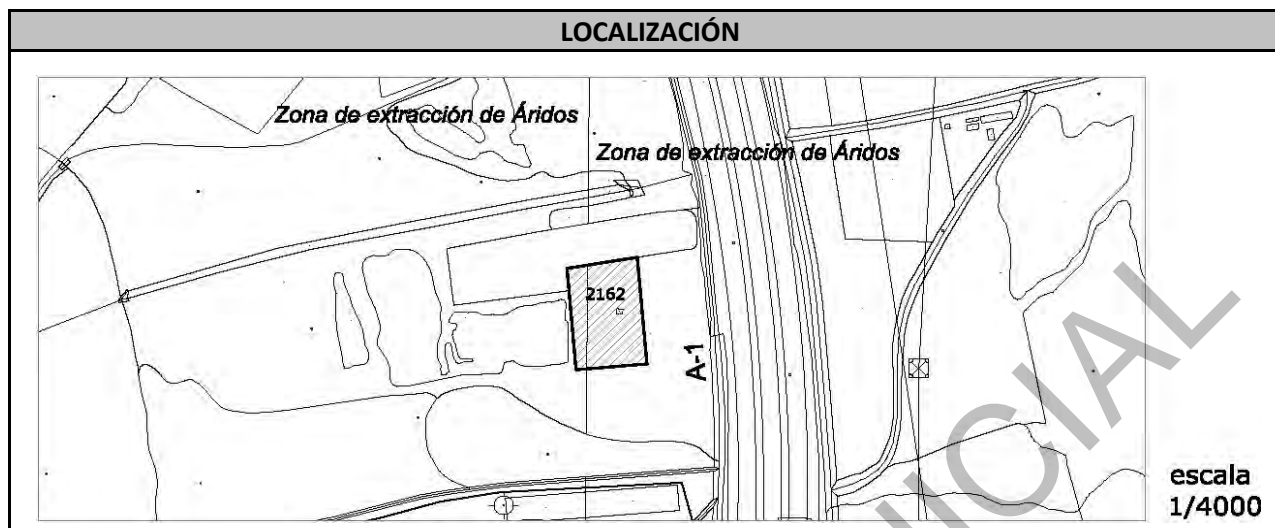 LOCALIZACIÓN
Zona de extracción de Áridos
Zona de extracción de Áridos
2162
A-1
escala
1/4000